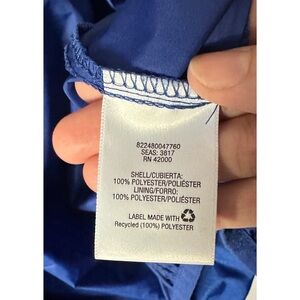 822480047760
SEAS: 3817
RN 42000
SHELL/CUBIERTA:
100% POLYESTER/POLIÉSTER
LINING/FORRO:
100% POLYESTER/POLIÉSTER
LABEL MADE WITH
Recycled (100%) POLYESTER